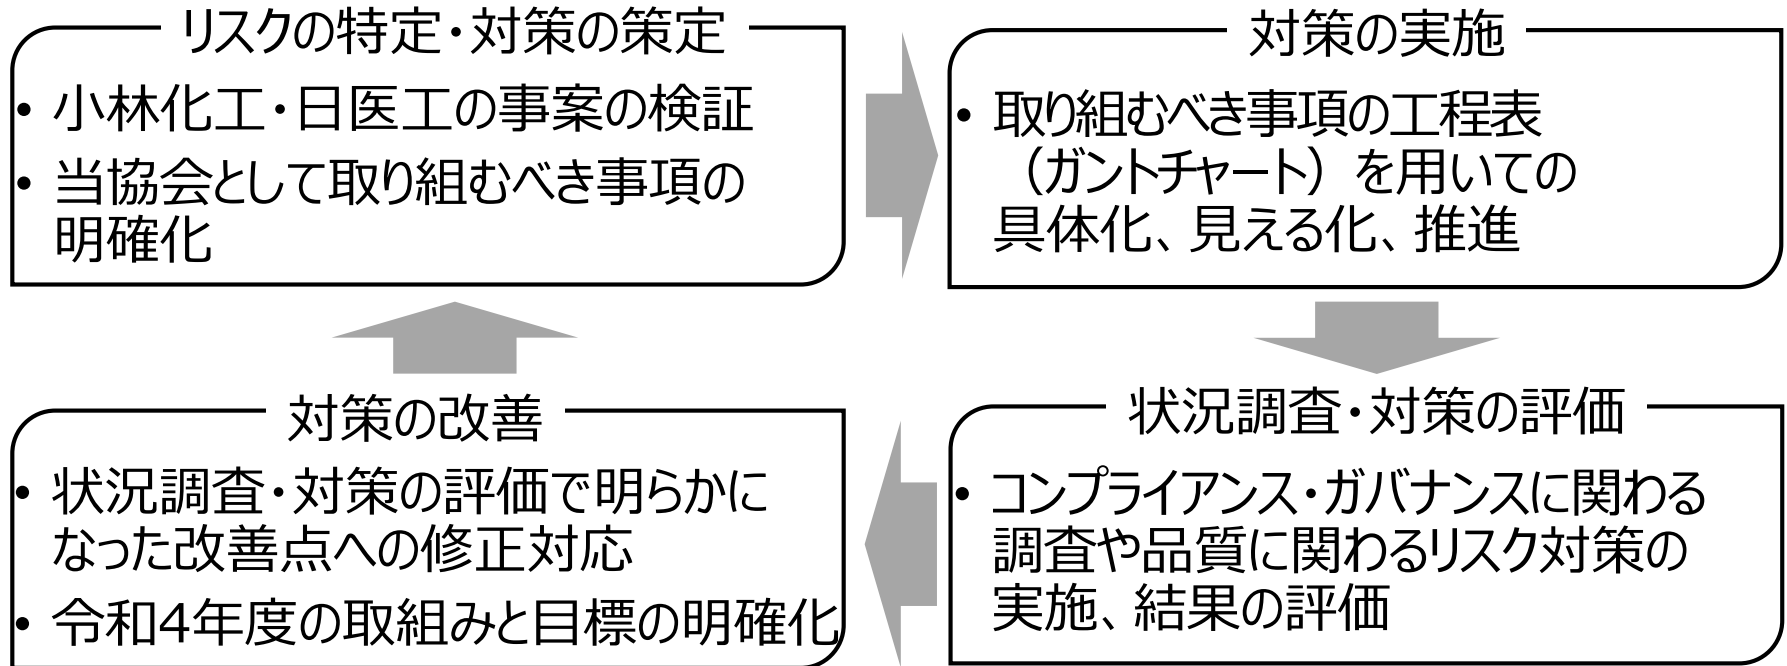 リスクの特定・対策の策定
• 小林化工・日医工の事案の検証
• 当協会として取り組むべき事項の
明確化
対策の実施
• 取り組むべき事項の工程表
（ガントチャート）を用いての
具体化、見える化、推進
状況調査・対策の評価
• コンプライアンス・ガバナンスに関わる
調査や品質に関わるリスク対策の
実施、結果の評価
対策の改善
• 状況調査・対策の評価で明らかに
なった改善点への修正対応
• 令和4年度の取組みと目標の明確化